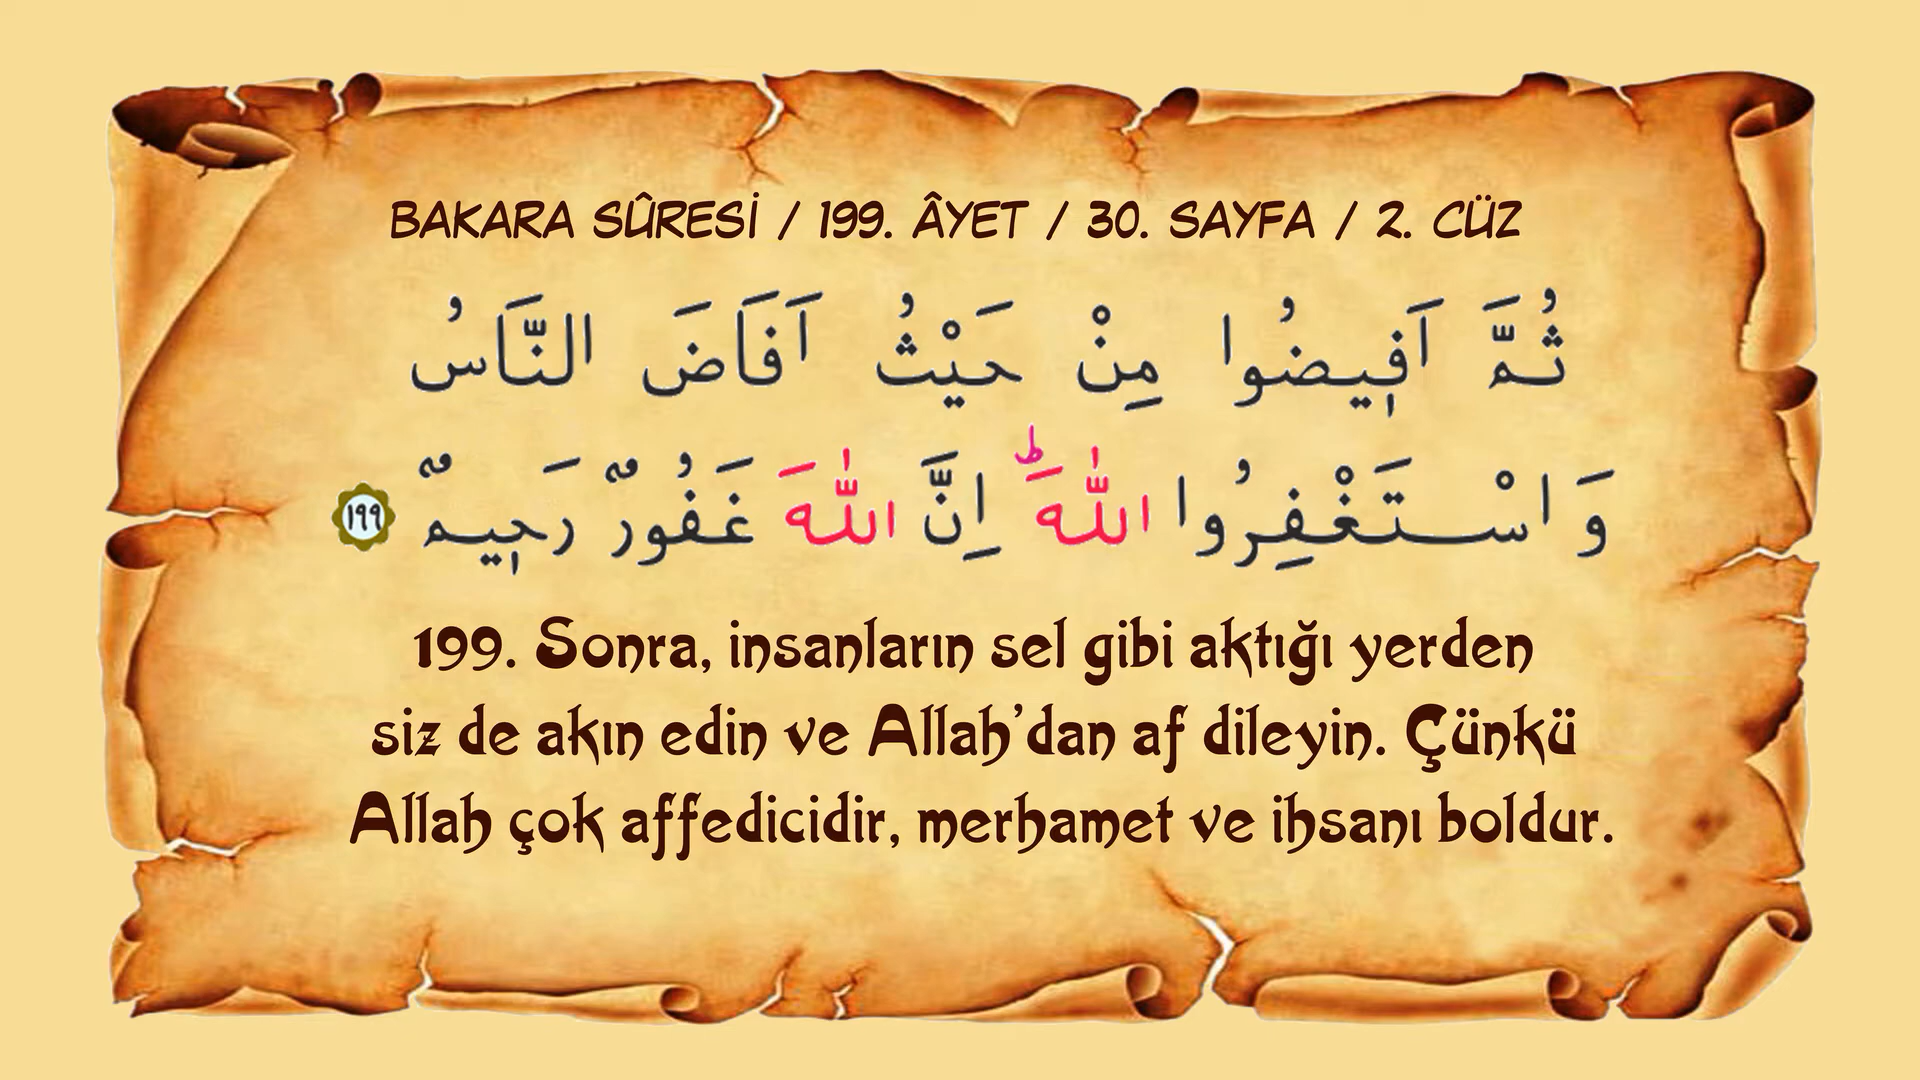 BAKARA SÛRESİ / 199. ÂYET / 30. SAYFA / 2. CÜZ
ثُمَّ اَفٖيضُوا مِنْ حَيْثُ اَفَاضَ النَّاسُ
وَاسْتَغْفِرُوا اللّٰهَؕ اِنَّ اللّٰهَ غَفُورٌ رَحٖيمٌ ١٩٩
199. Sonra, insanların sel gibi aktığı yerden
siz de akın edin ve Allah’dan af dileyin. Çünkü
Allah çok affedicidir, merhamet ve ihsanı boldur.